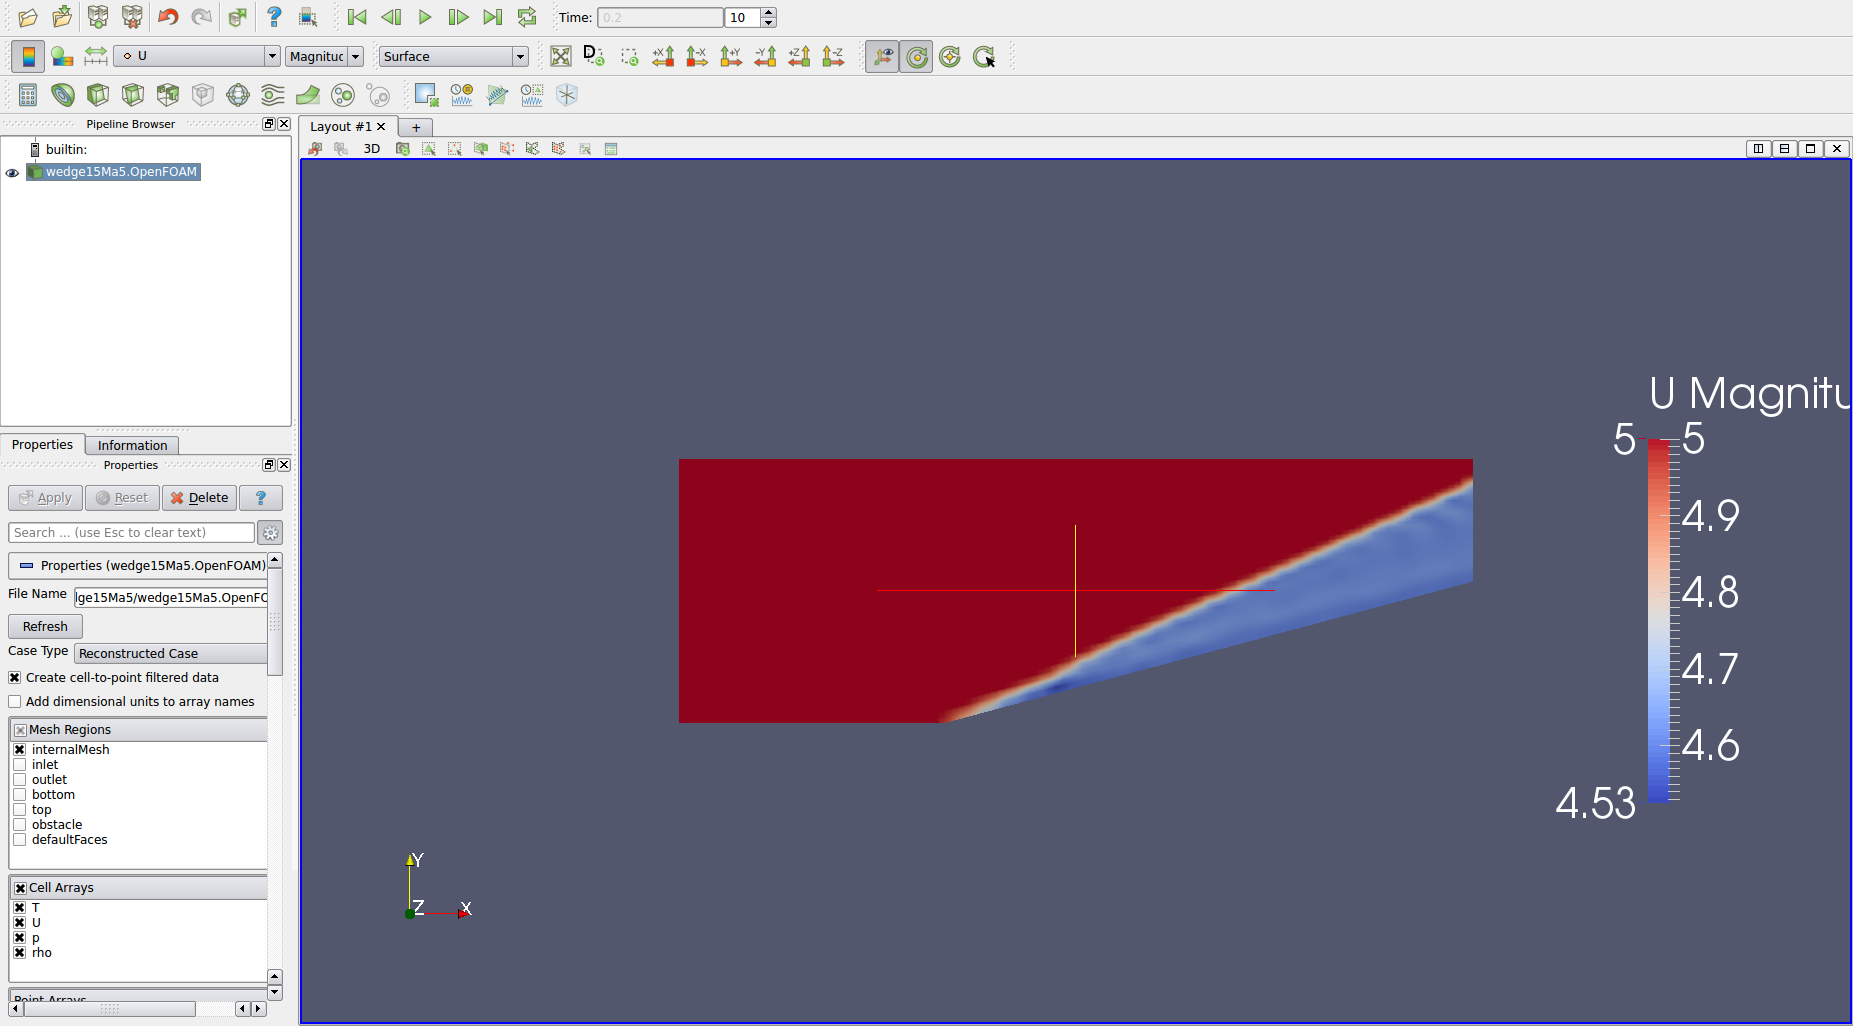 Time: 0.2 10
U Magnituc Surface
+X -X +Y -Y +Z -Z
Pipeline Browser
Layout #1
+
builtin:
3D
wedge15Ma5.OpenFOAM
U Magnitu
5 5
4.9
4.8
4.7
4.6
4.53
Properties Information
Properties
Apply Reset Delete ?
Search ... (use Esc to clear text)
Properties (wedge15Ma5.OpenFOAM)
File Name lge15Ma5/wedge15Ma5.OpenFC
Refresh
Case Type Reconstructed Case
Create cell-to-point filtered data
Add dimensional units to array names
Mesh Regions
internalMesh
inlet
outlet
bottom
top
obstacle
defaultFaces
Cell Arrays
T
U
p
rho
Point Arrays
Y
Z X